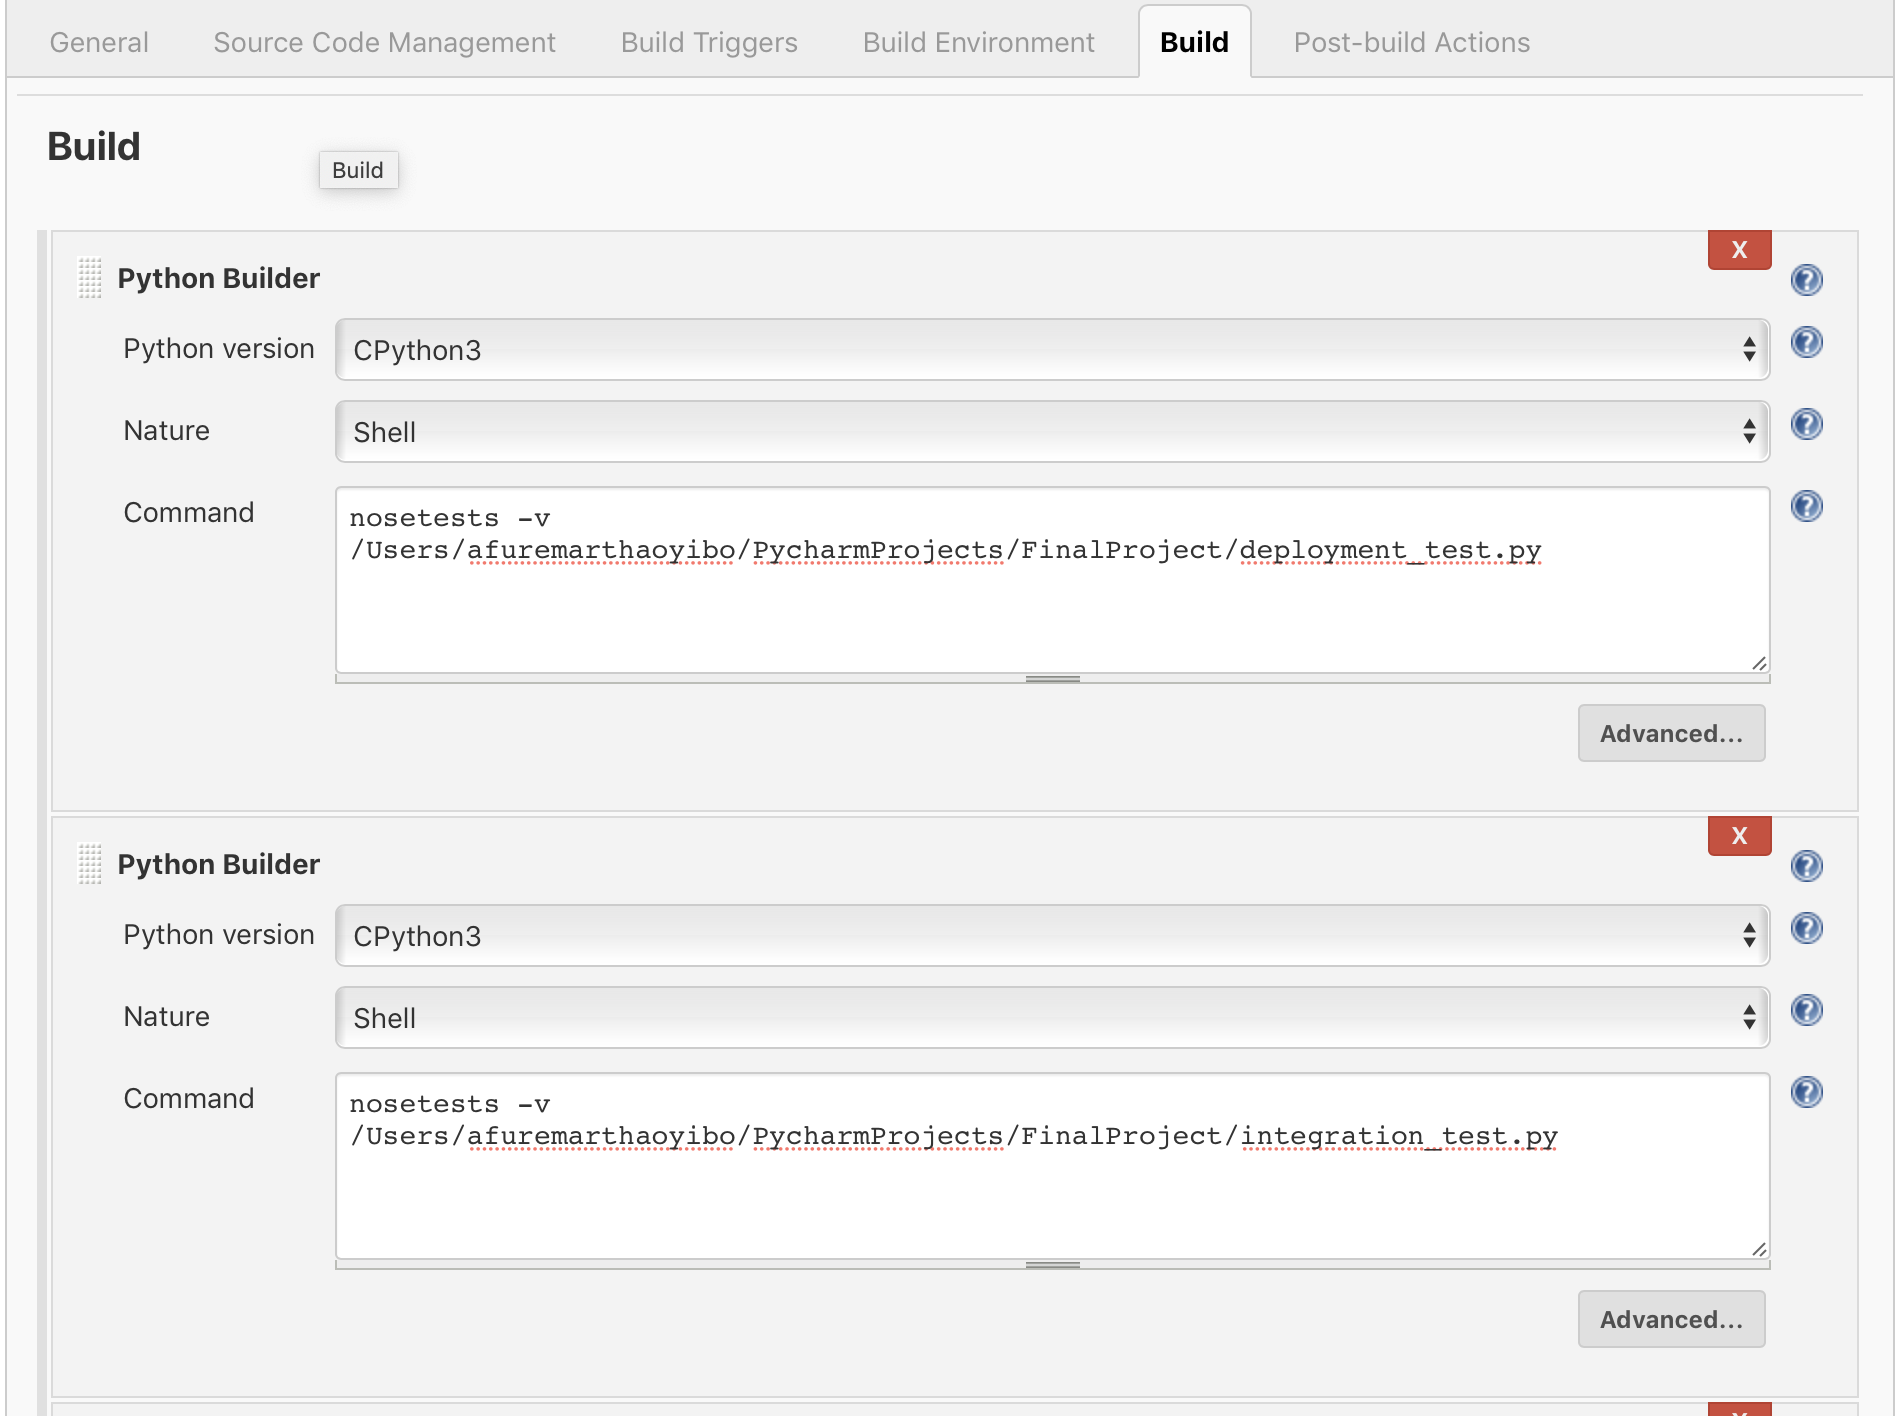 General Source Code Management Build Triggers Build Environment Build Post-build Actions
Build
Build
X
Python Builder
Python version CPython3
Nature Shell
Command nosetests -v
/Users/afuremarthaoyibo/PycharmProjects/FinalProject/deployment_test.py
Advanced...
X
Python Builder
Python version CPython3
Nature Shell
Command nosetests -v
/Users/afuremarthaoyibo/PycharmProjects/FinalProject/integration_test.py
Advanced...
X